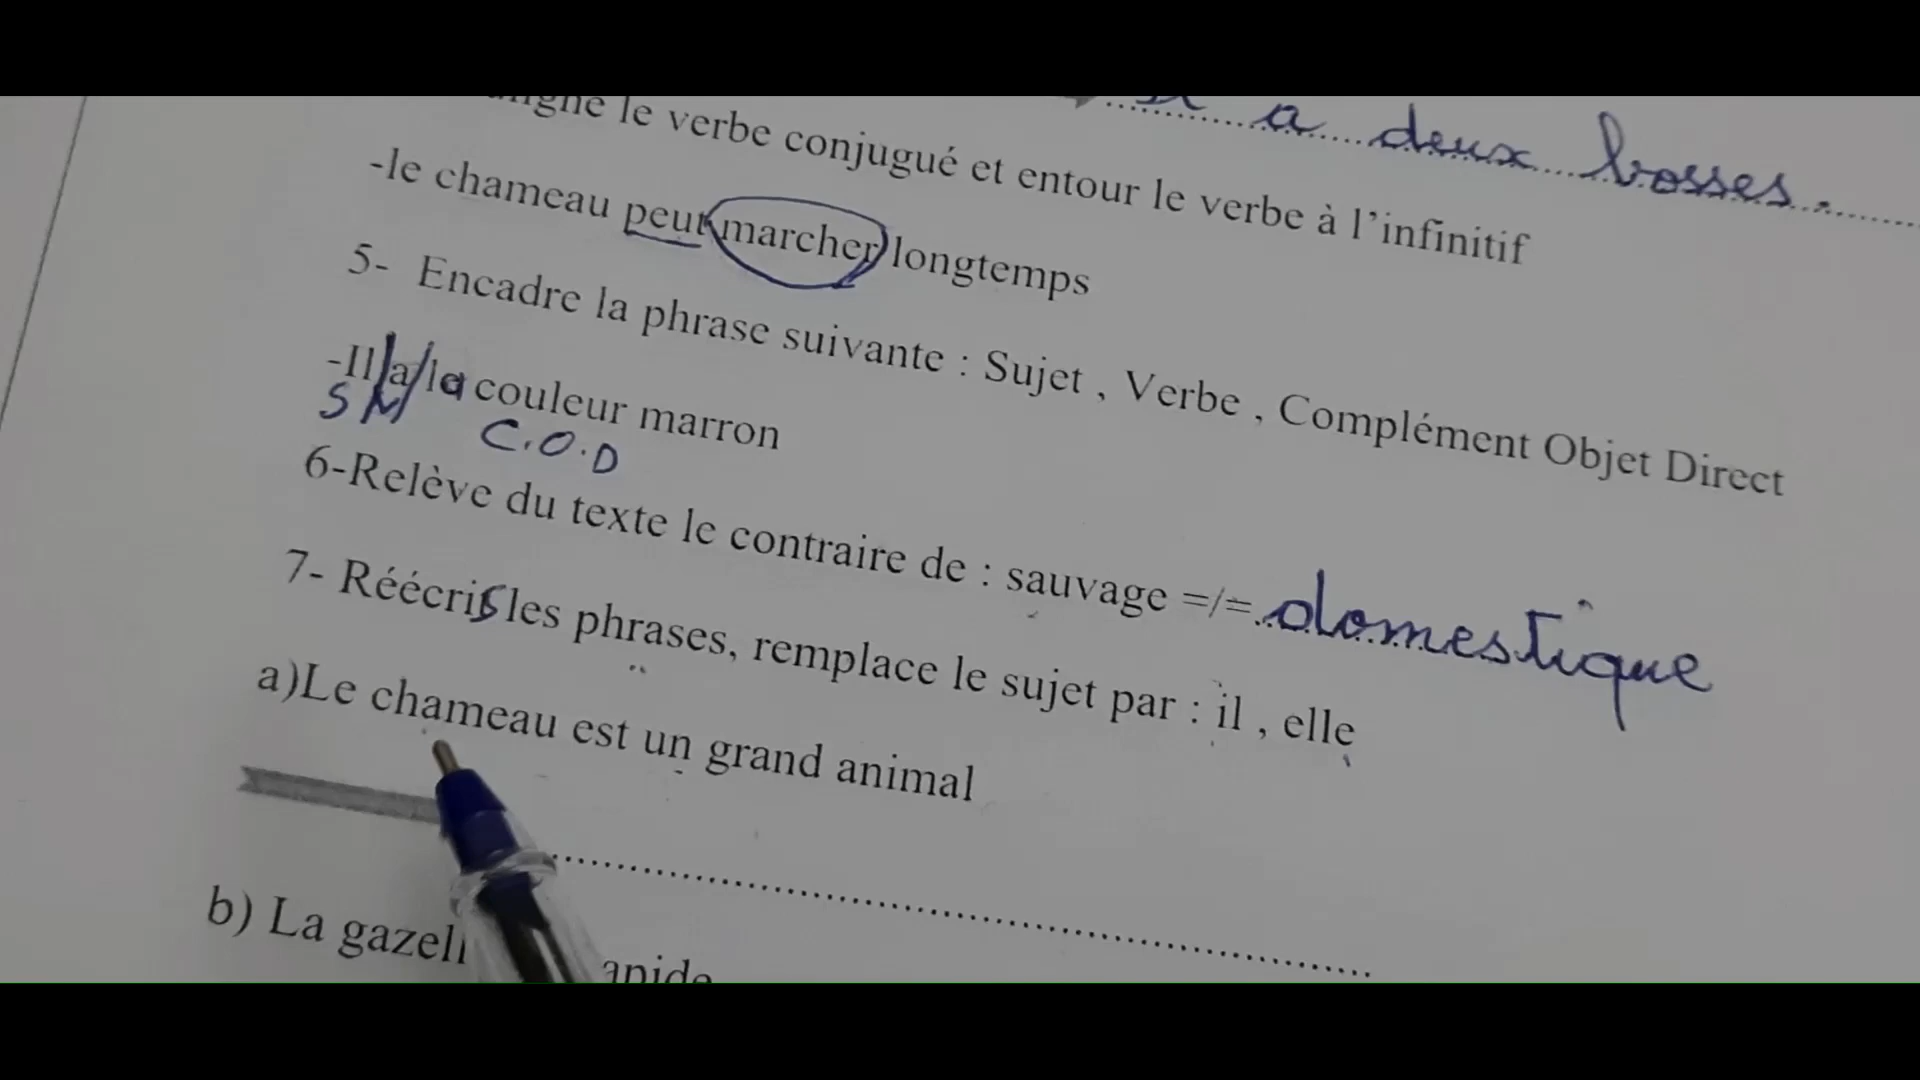 a deux bosses.
le verbe conjugué et entour le verbe à l'infinitif
-le chameau peut marcher longtemps
5- Encadre la phrase suivante : Sujet , Verbe , Complément Objet Direct
-Il/a/la couleur marron
S V C.O.D
6-Relève du texte le contraire de : sauvage =/= domestique
7- Réécris les phrases, remplace le sujet par : il , elle
a)Le chameau est un grand animal
b) La